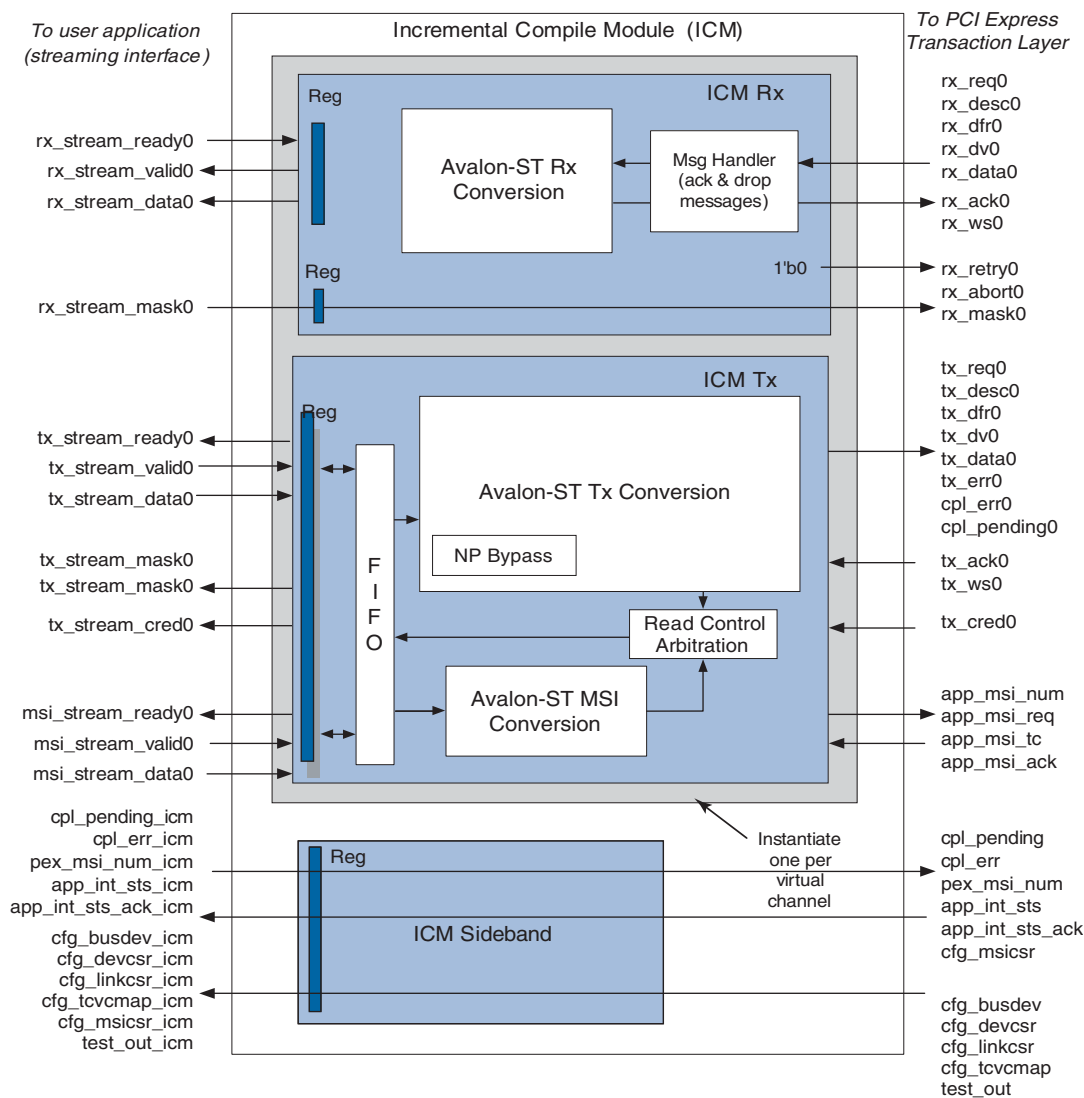 To user application
(streaming interface)
Incremental Compile Module (ICM)
To PCI Express
Transaction Layer
Reg
ICM Rx
Avalon-ST Rx
Conversion
Msg Handler
(ack & drop
messages)
Reg
1'b0
rx_stream_ready0
rx_stream_valid0
rx_stream_data0
rx_stream_mask0
rx_req0
rx_desc0
rx_dfr0
rx_dv0
rx_data0
rx_ack0
rx_ws0
rx_retry0
rx_abort0
rx_mask0
ICM Tx
Reg
FIFO
Avalon-ST Tx Conversion
NP Bypass
Read Control
Arbitration
Avalon-ST MSI
Conversion
tx_stream_ready0
tx_stream_valid0
tx_stream_data0
tx_stream_mask0
tx_stream_mask0
tx_stream_cred0
msi_stream_ready0
msi_stream_valid0
msi_stream_data0
tx_req0
tx_desc0
tx_dfr0
tx_dv0
tx_data0
tx_err0
cpl_err0
cpl_pending0
tx_ack0
tx_ws0
tx_cred0
app_msi_num
app_msi_req
app_msi_tc
app_msi_ack
Instantiate
one per
virtual
channel
Reg
ICM Sideband
cpl_pending_icm
cpl_err_icm
pex_msi_num_icm
app_int_sts_icm
app_int_sts_ack_icm
cfg_busdev_icm
cfg_devcsr_icm
cfg_linkcsr_icm
cfg_tcvcmap_icm
cfg_msicsr_icm
test_out_icm
cpl_pending
cpl_err
pex_msi_num
app_int_sts
app_int_sts_ack
cfg_msicsr
cfg_busdev
cfg_devcsr
cfg_linkcsr
cfg_tcvcmap
test_out